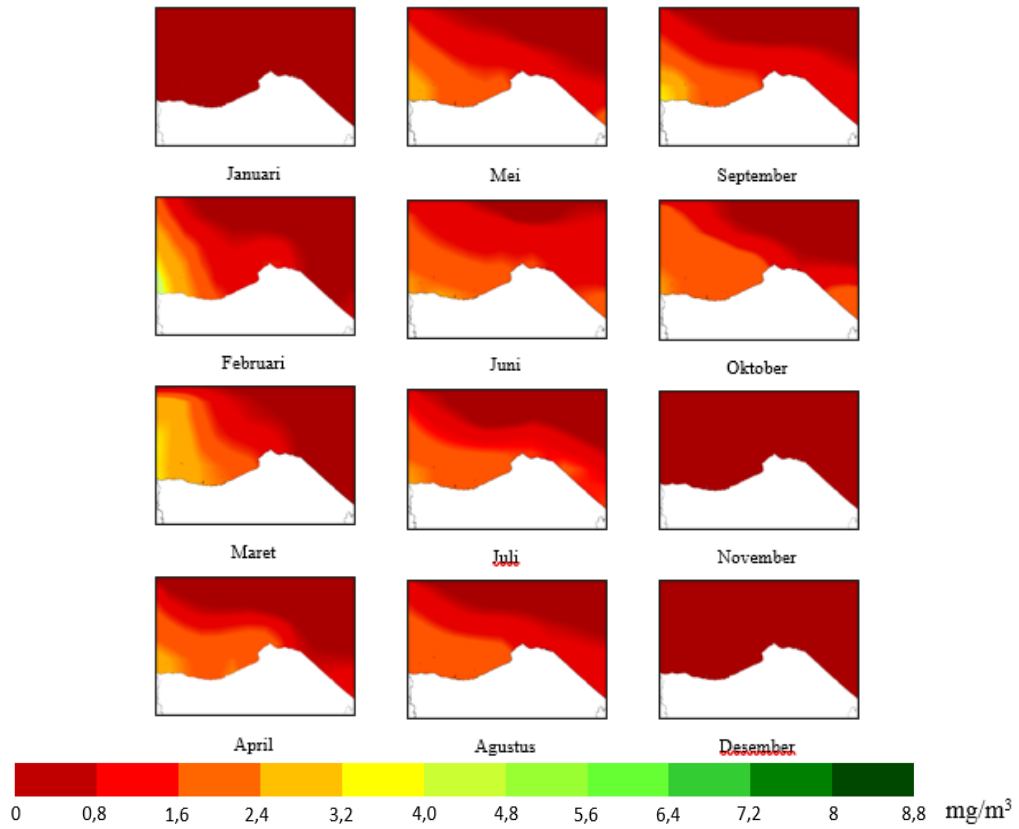 Januari
Mei
September
Februari
Juni
Oktober
Maret
Juli
November
April
Agustus
Desember
0 0,8 1,6 2,4 3,2 4,0 4,8 5,6 6,4 7,2 8 8,8 mg/m³